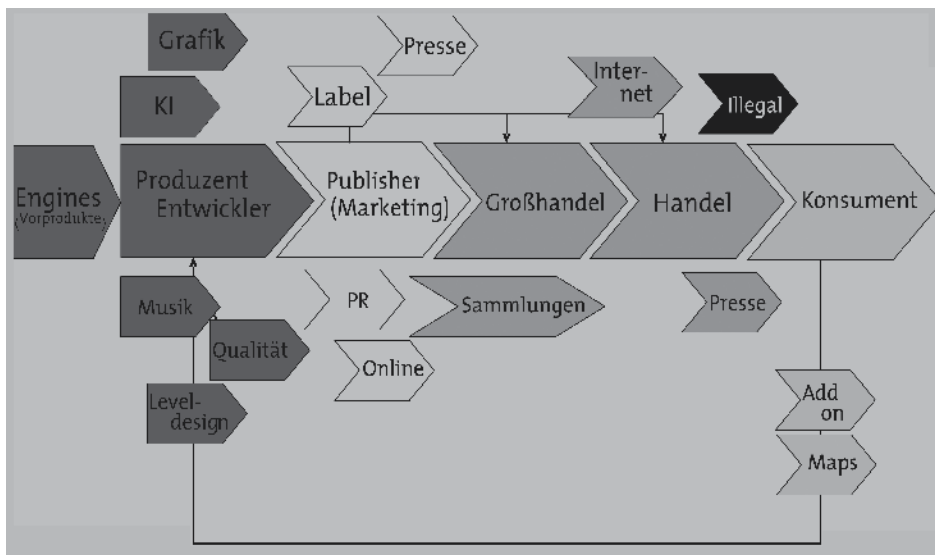 Grafik
Presse
Inter-
net
KI
Label
Illegal
Engines
(Vorprodukte)
Produzent
Entwickler
Publisher
(Marketing)
Großhandel
Handel
Konsument
Musik
PR
Sammlungen
Presse
Qualität
Online
Level-
design
Add
on
Maps